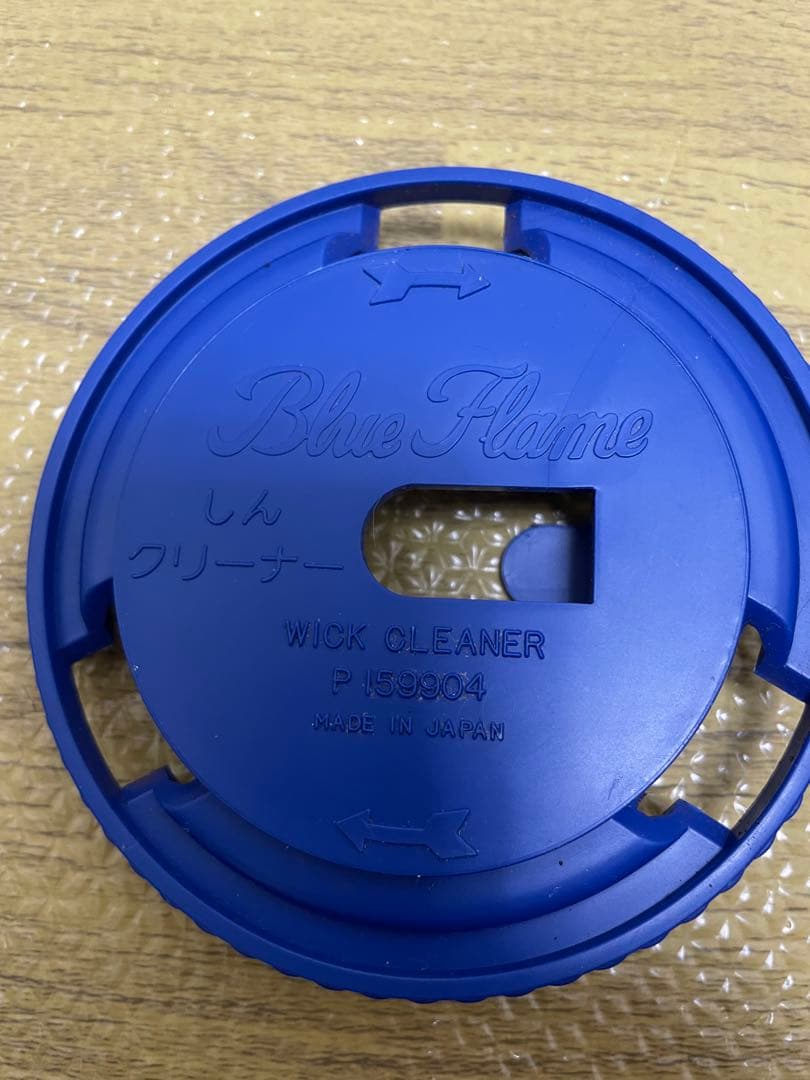 Blue Flame
しん
クリーナー
WICK CLEANER
P 159904
MADE IN JAPAN